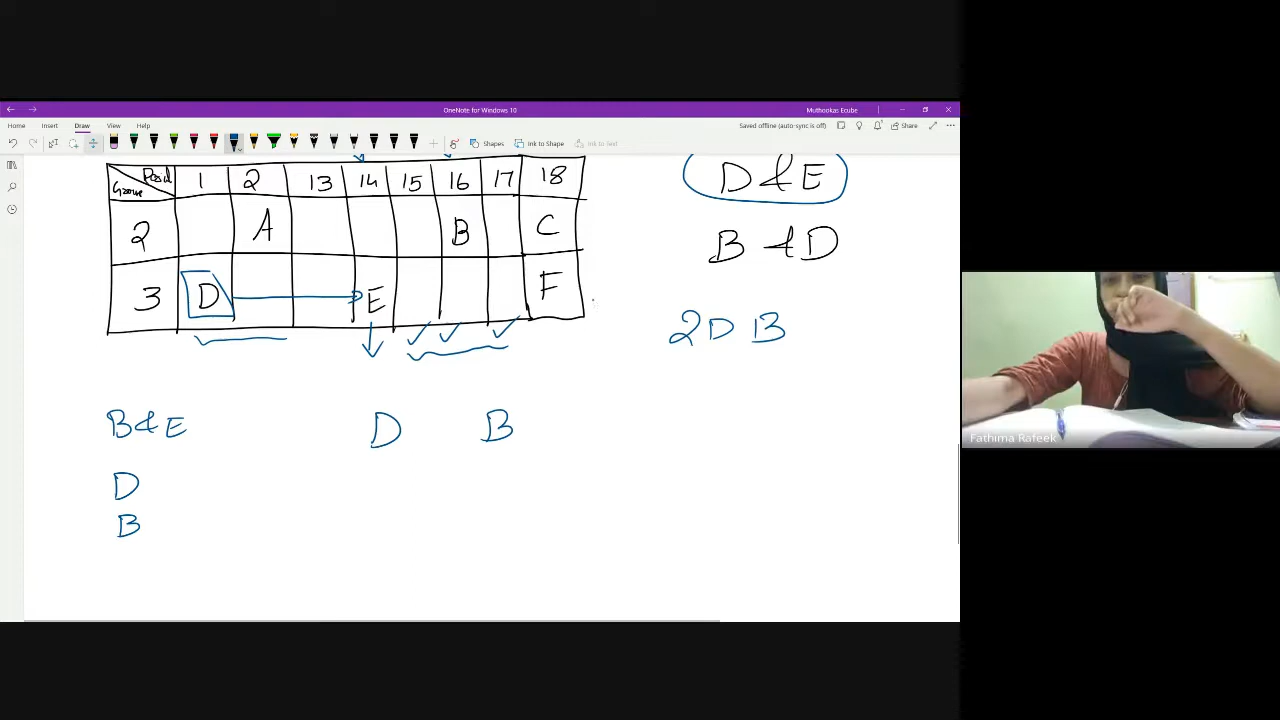 OneNote for Windows 10
Muthookas Ecube
Home Insert Draw View Help
Saved offline (auto-sync is off)
Share
Shapes
Ink to Shape
Ink to Text
Period 1 2 13 14 15 16 17 18
Group
2 A B C
3 D E F
D & E
B & D
2 D B
B & E D B
D
B
Fathima Rafeek